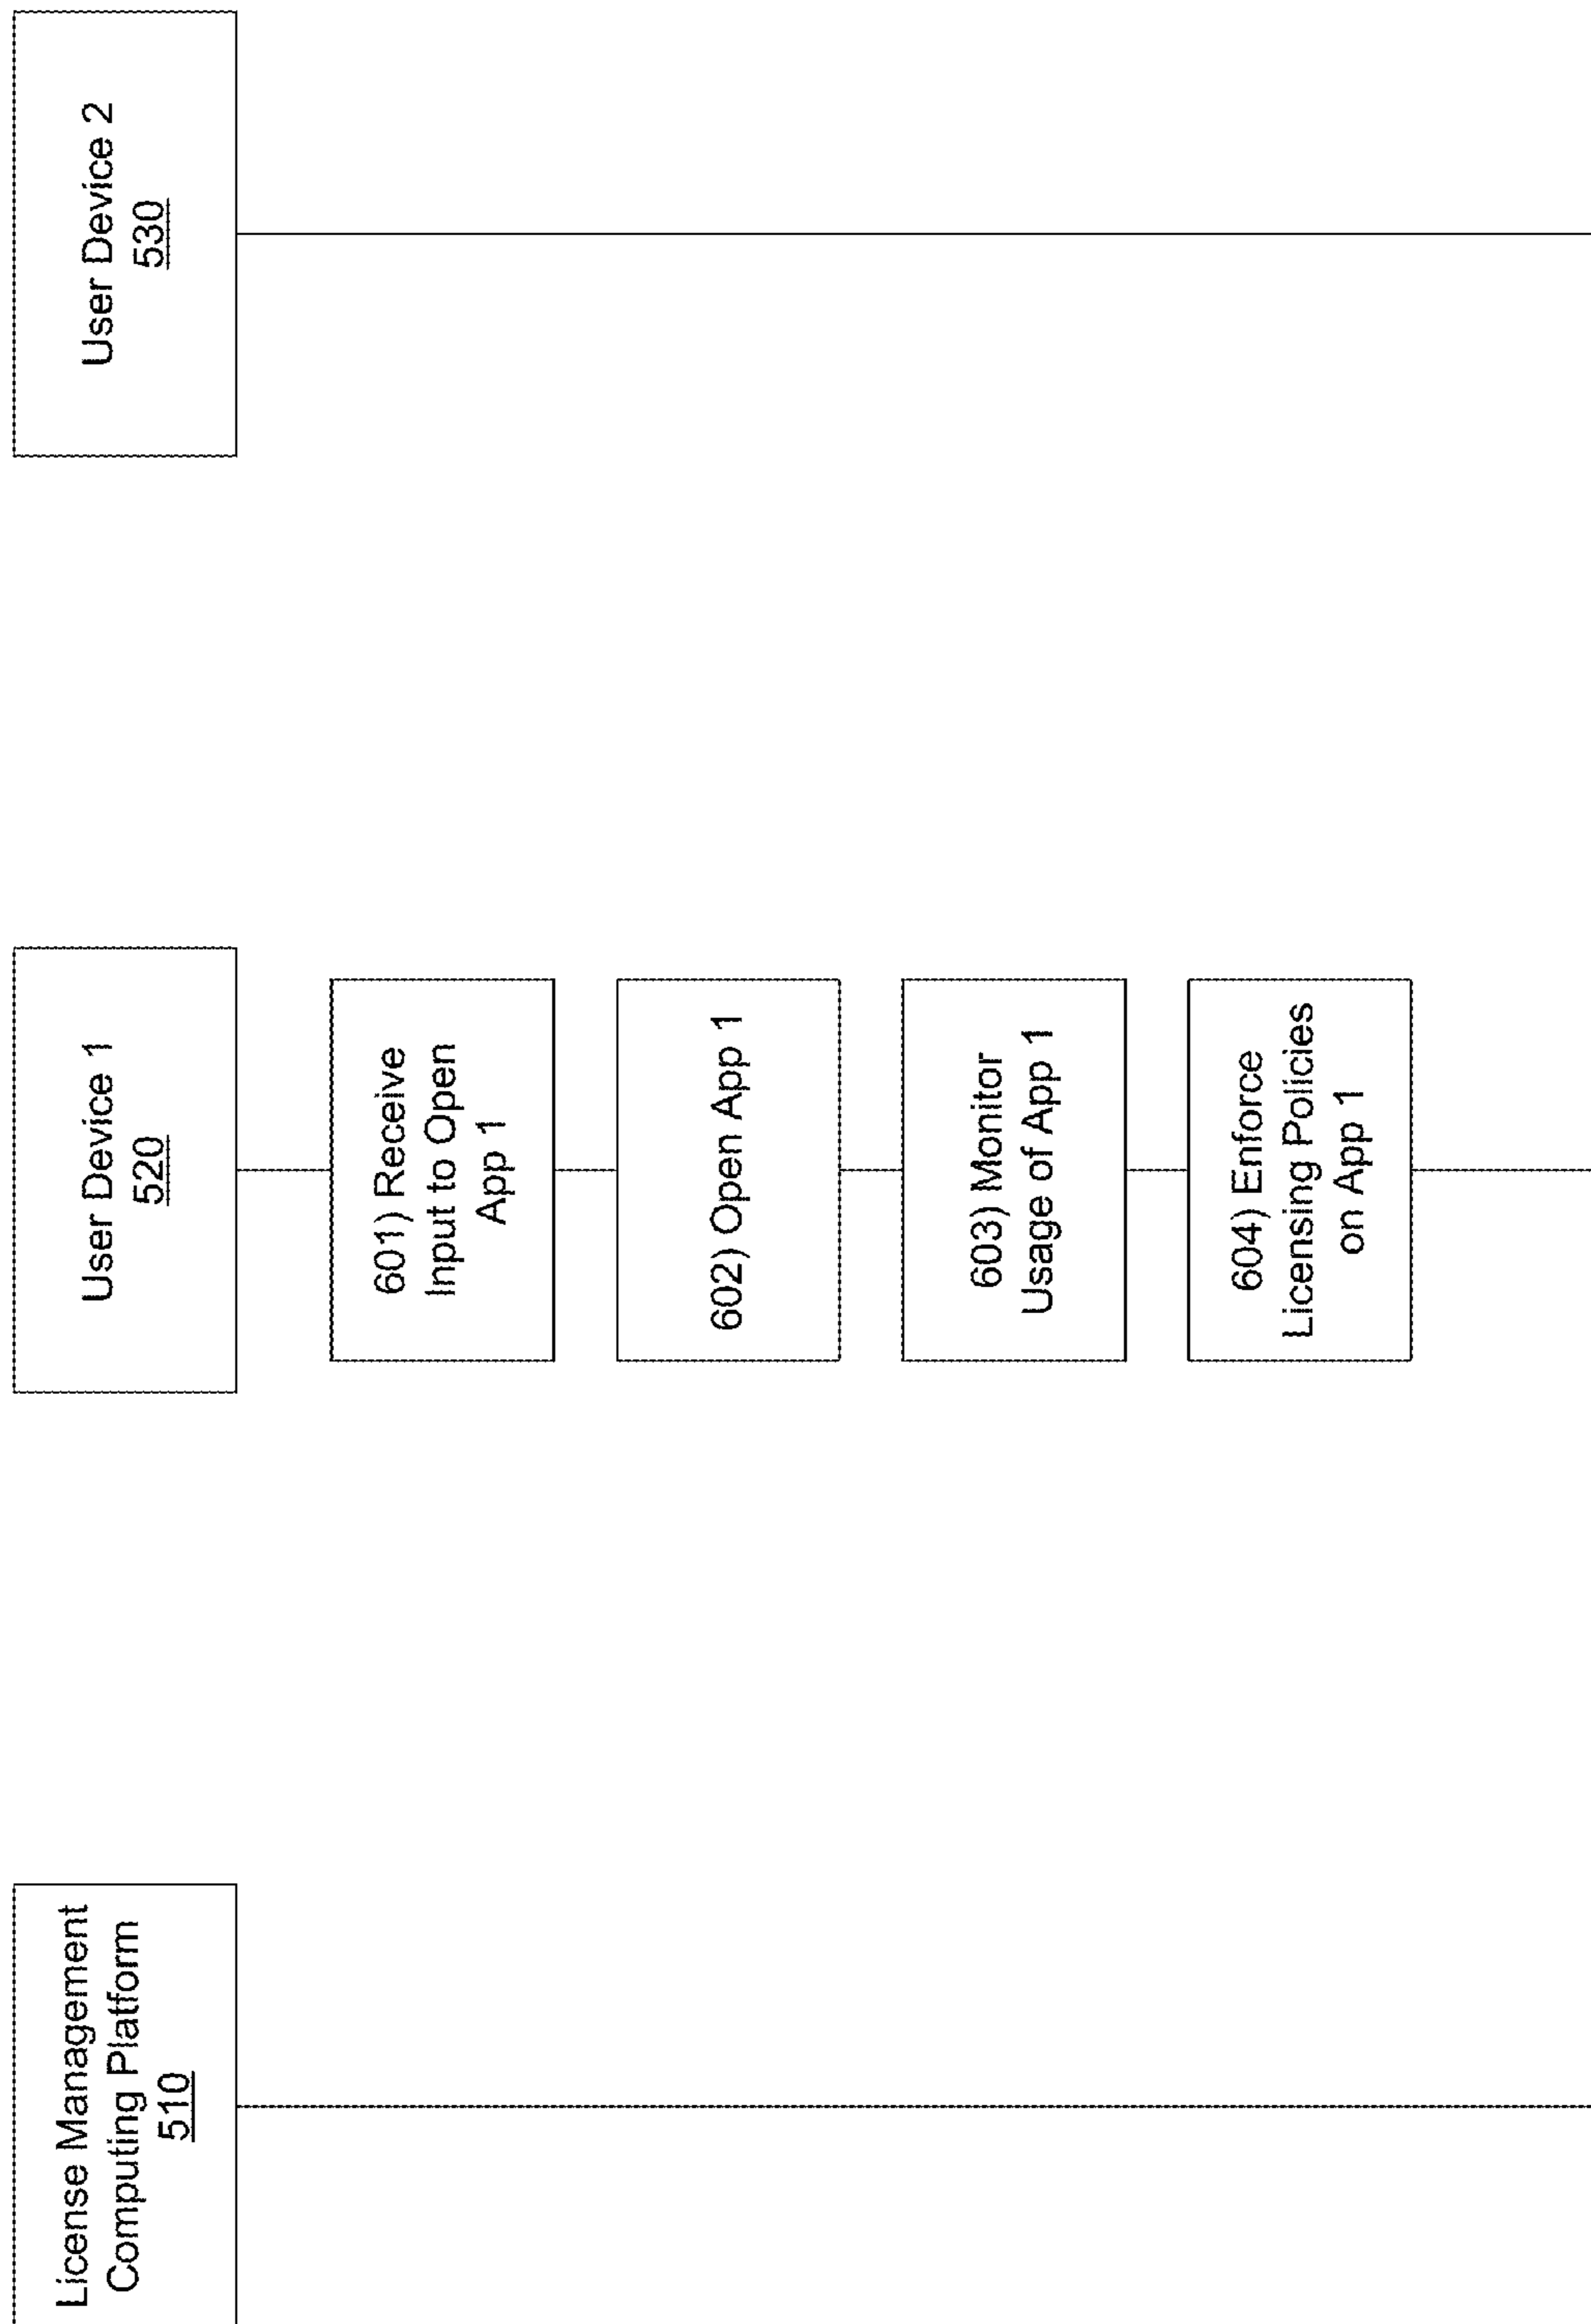 License Management
Computing Platform
510
User Device 1
520
User Device 2
530
601) Receive
Input to Open
App 1
602) Open App 1
603) Monitor
Usage of App 1
604) Enforce
Licensing Policies
on App 1